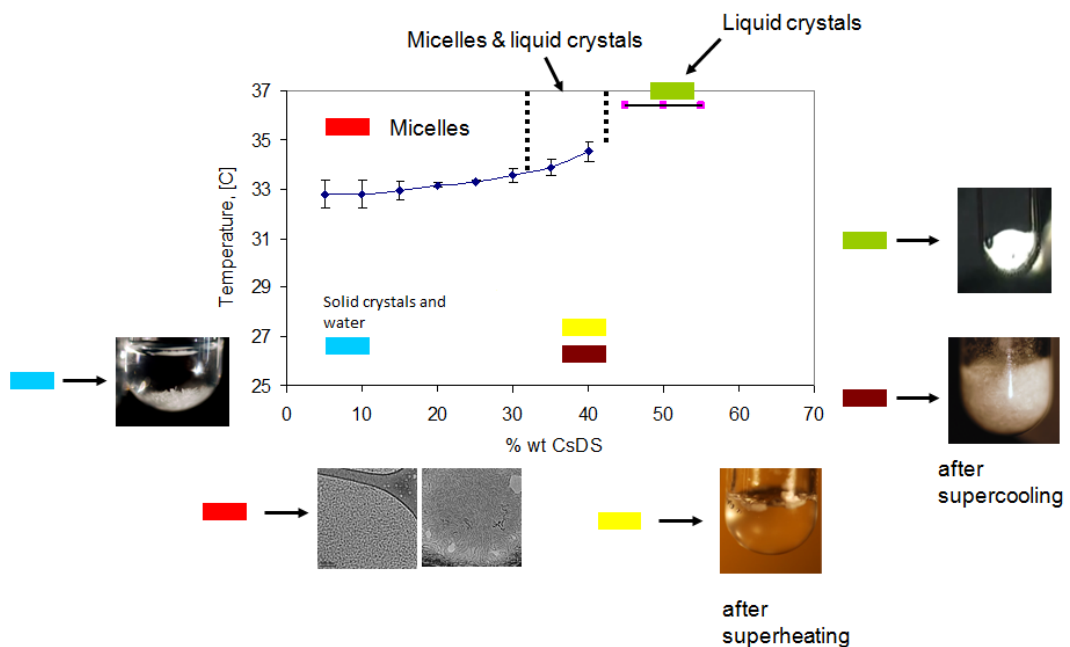 Liquid crystals
Micelles & liquid crystals
37
35
33
31
29
27
25
Temperature, [C]
Micelles
Solid crystals and
water
0
10
20
30
40
50
60
70
% wt CsDS
after
supercooling
after
superheating